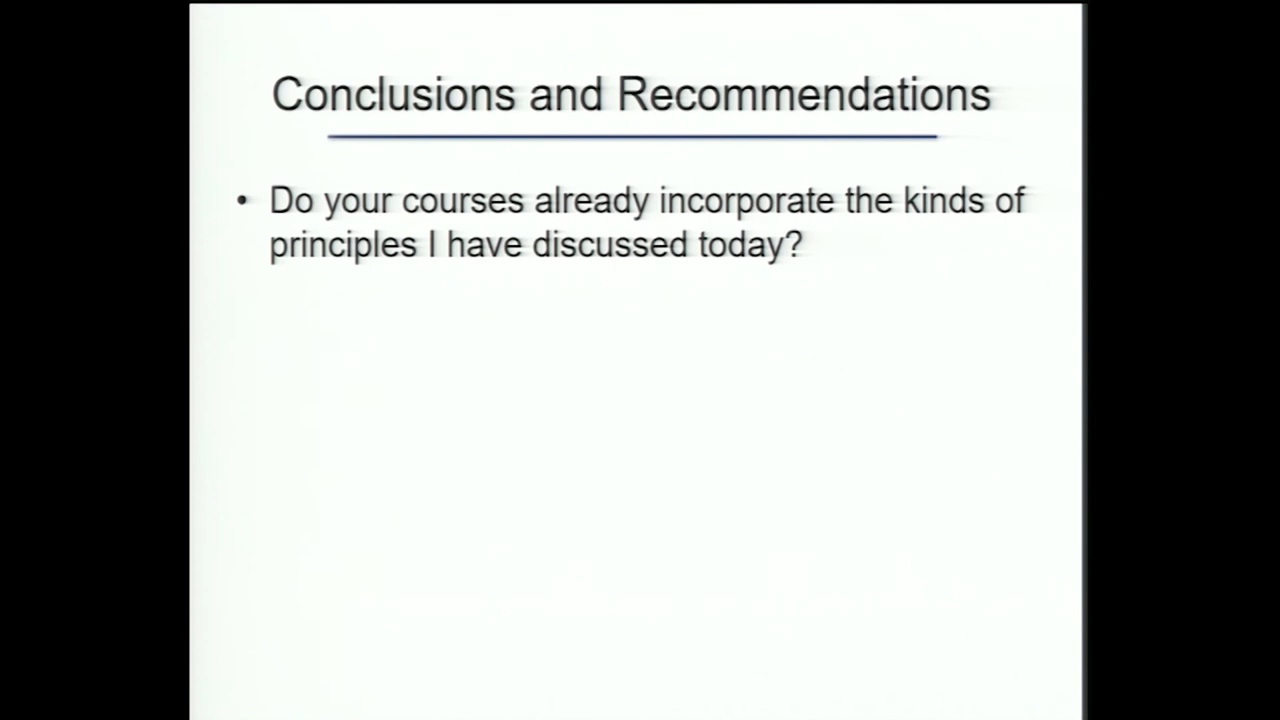 Conclusions and Recommendations
• Do your courses already incorporate the kinds of
principles I have discussed today?